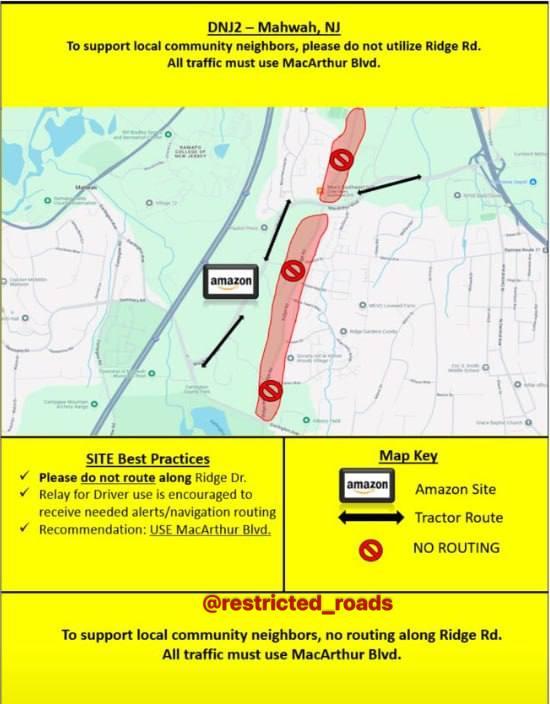 DNJ2 – Mahwah, NJ
To support local community neighbors, please do not utilize Ridge Rd.
All traffic must use MacArthur Blvd.
RAMAPO
COLLEGE OF
NEW JERSEY
Mahwah
amazon
SITE Best Practices
✓ Please do not route along Ridge Dr.
✓ Relay for Driver use is encouraged to
receive needed alerts/navigation routing
✓ Recommendation: USE MacArthur Blvd.
Map Key
amazon
Amazon Site
Tractor Route
NO ROUTING
@restricted_roads
To support local community neighbors, no routing along Ridge Rd.
All traffic must use MacArthur Blvd.